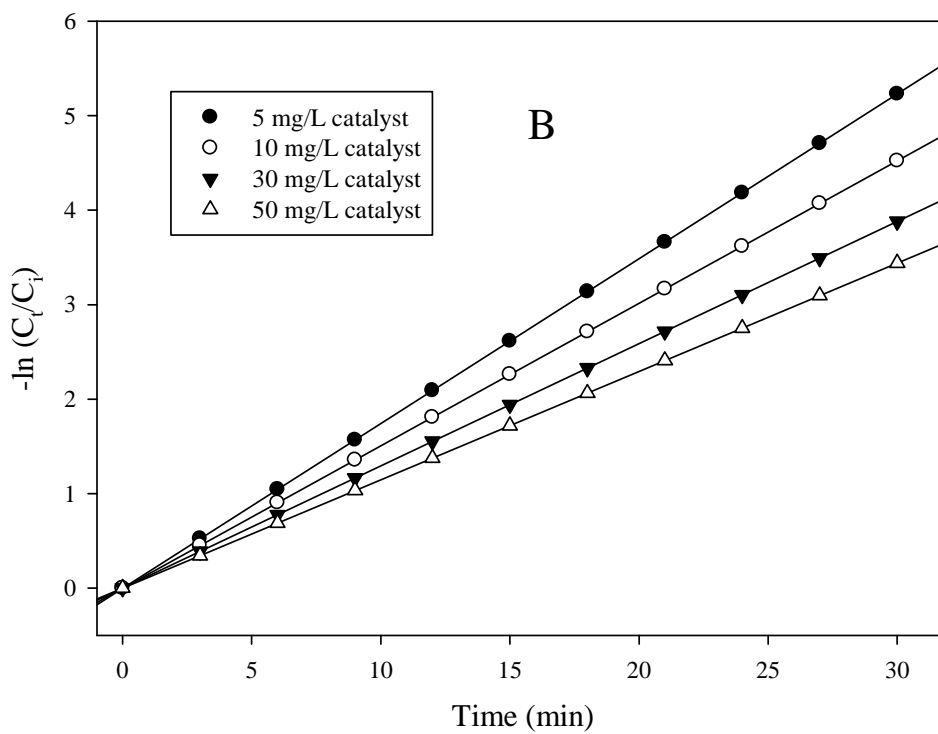 6
5
4
3
2
1
0
-ln (Cₜ/Cᵢ)
5 mg/L catalyst
10 mg/L catalyst
30 mg/L catalyst
50 mg/L catalyst
B
0 5 10 15 20 25 30
Time (min)